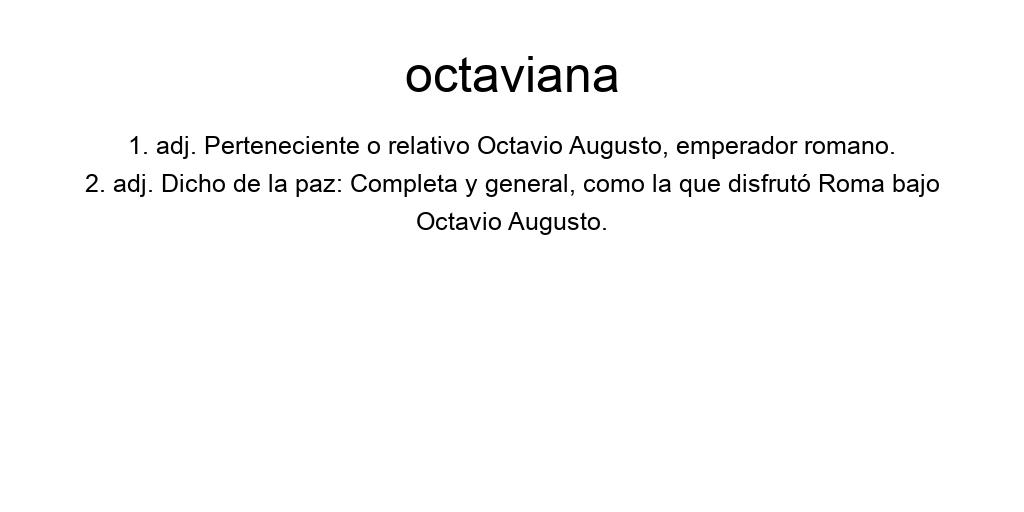 octaviana
1. adj. Perteneciente o relativo Octavio Augusto, emperador romano.
2. adj. Dicho de la paz: Completa y general, como la que disfrutó Roma bajo
Octavio Augusto.